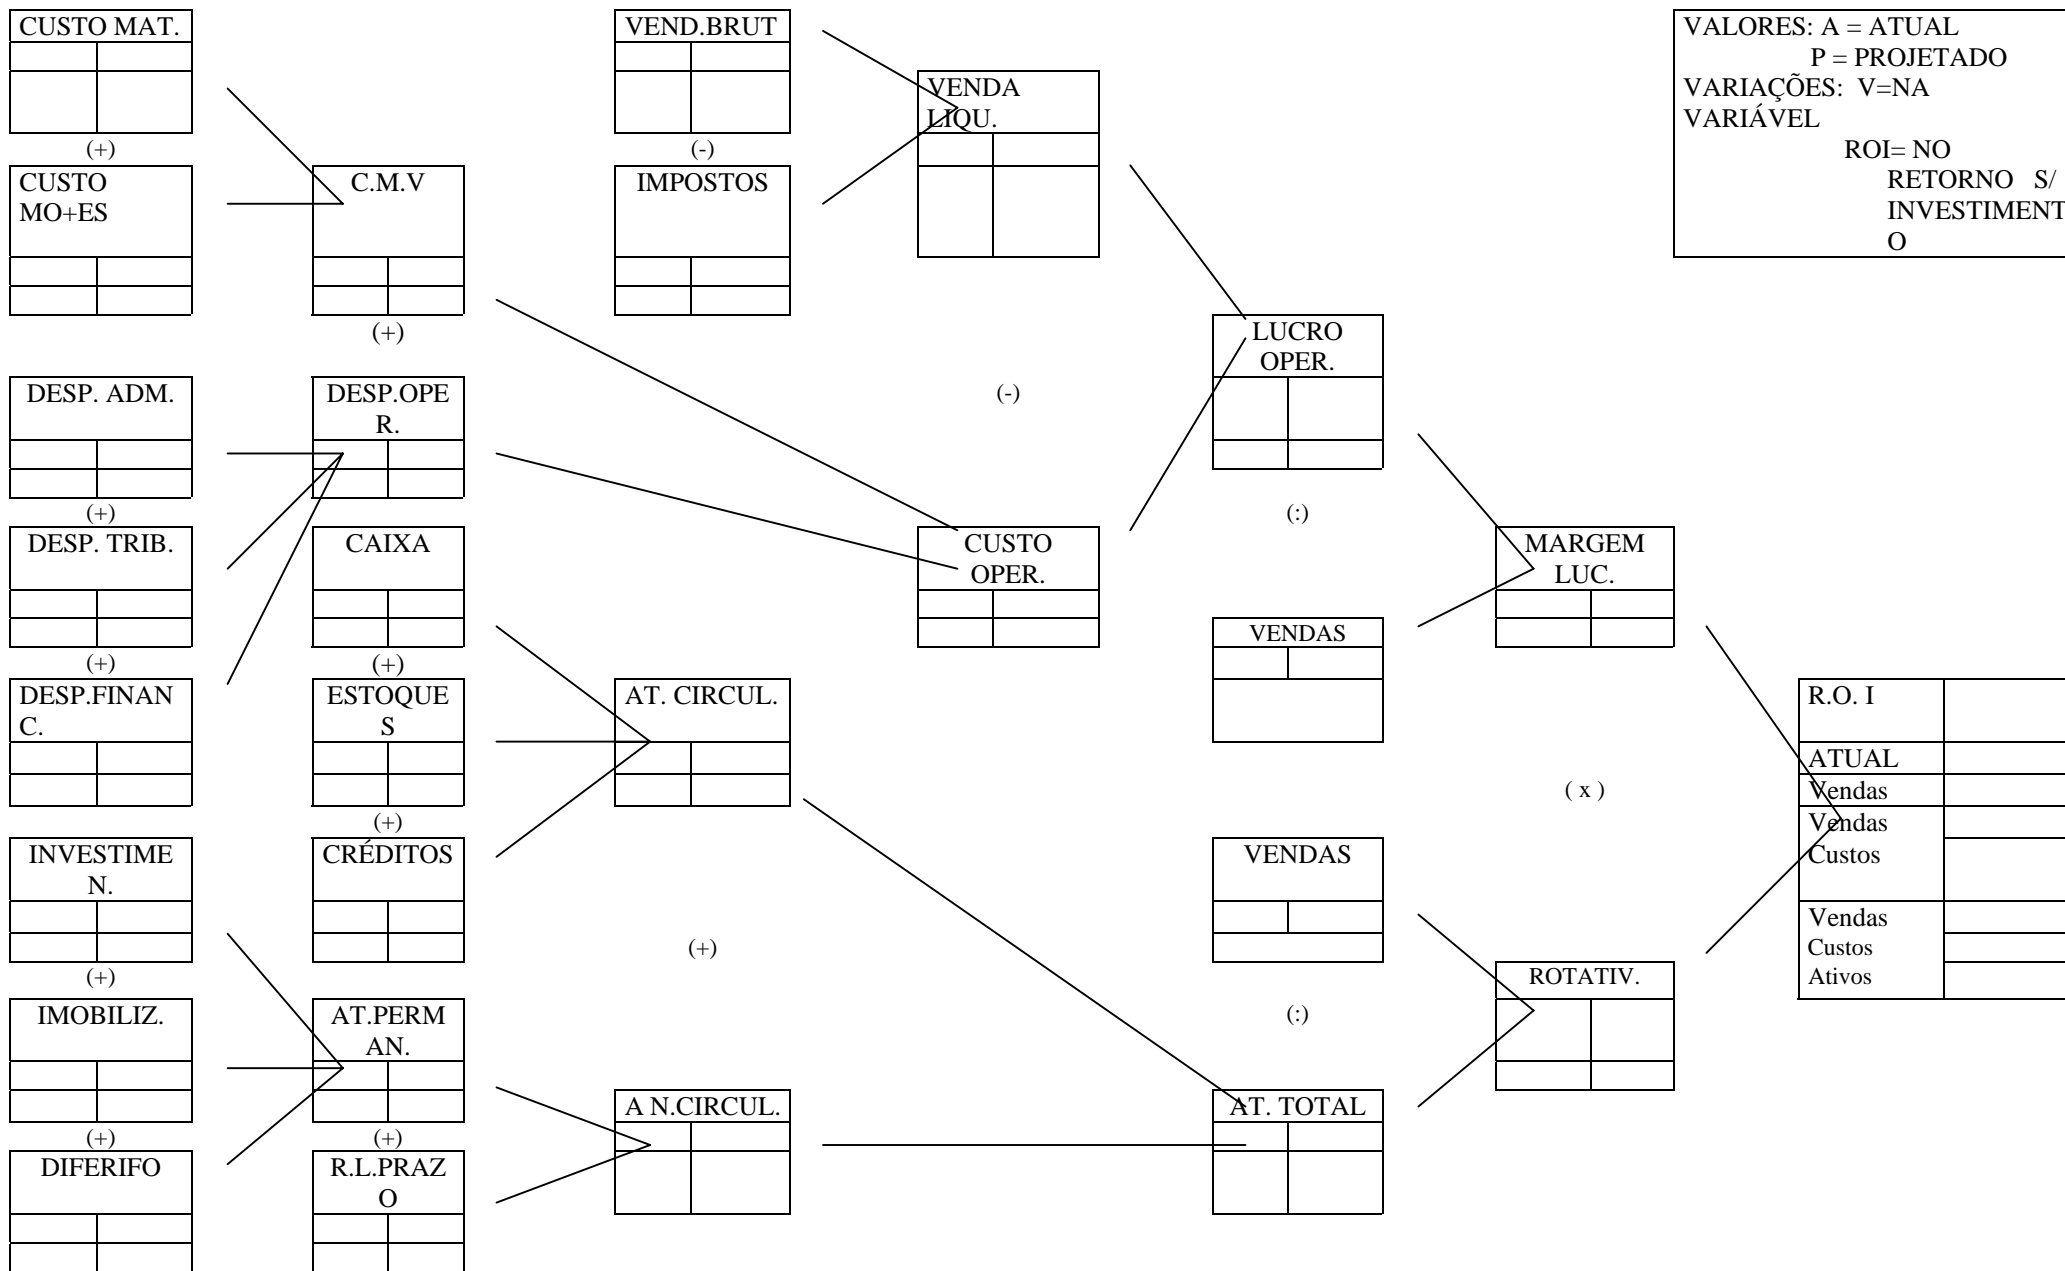 CUSTO MAT.
VEND.BRUT
VALORES: A = ATUAL
P = PROJETADO
VARIAÇÕES: V=NA
VARIÁVEL
ROI= NO
RETORNO S/
INVESTIMENT
O
VENDA
LIQU.
(+)
(-)
CUSTO
MO+ES
C.M.V
IMPOSTOS
(+)
LUCRO
OPER.
DESP. ADM.
DESP.OPE
R.
(-)
(+)
(:)
DESP. TRIB.
CAIXA
CUSTO
OPER.
MARGEM
LUC.
VENDAS
(+)
(+)
DESP.FINAN
C.
ESTOQUE
S
AT. CIRCUL.
R.O. I
ATUAL
Vendas
Vendas
Custos
Vendas
Custos
Ativos
( x )
(+)
INVESTIME
N.
CRÉDITOS
VENDAS
(+)
(+)
ROTATIV.
IMOBILIZ.
AT.PERM
AN.
(:)
A N.CIRCUL.
AT. TOTAL
(+)
(+)
DIFERIFO
R.L.PRAZ
O